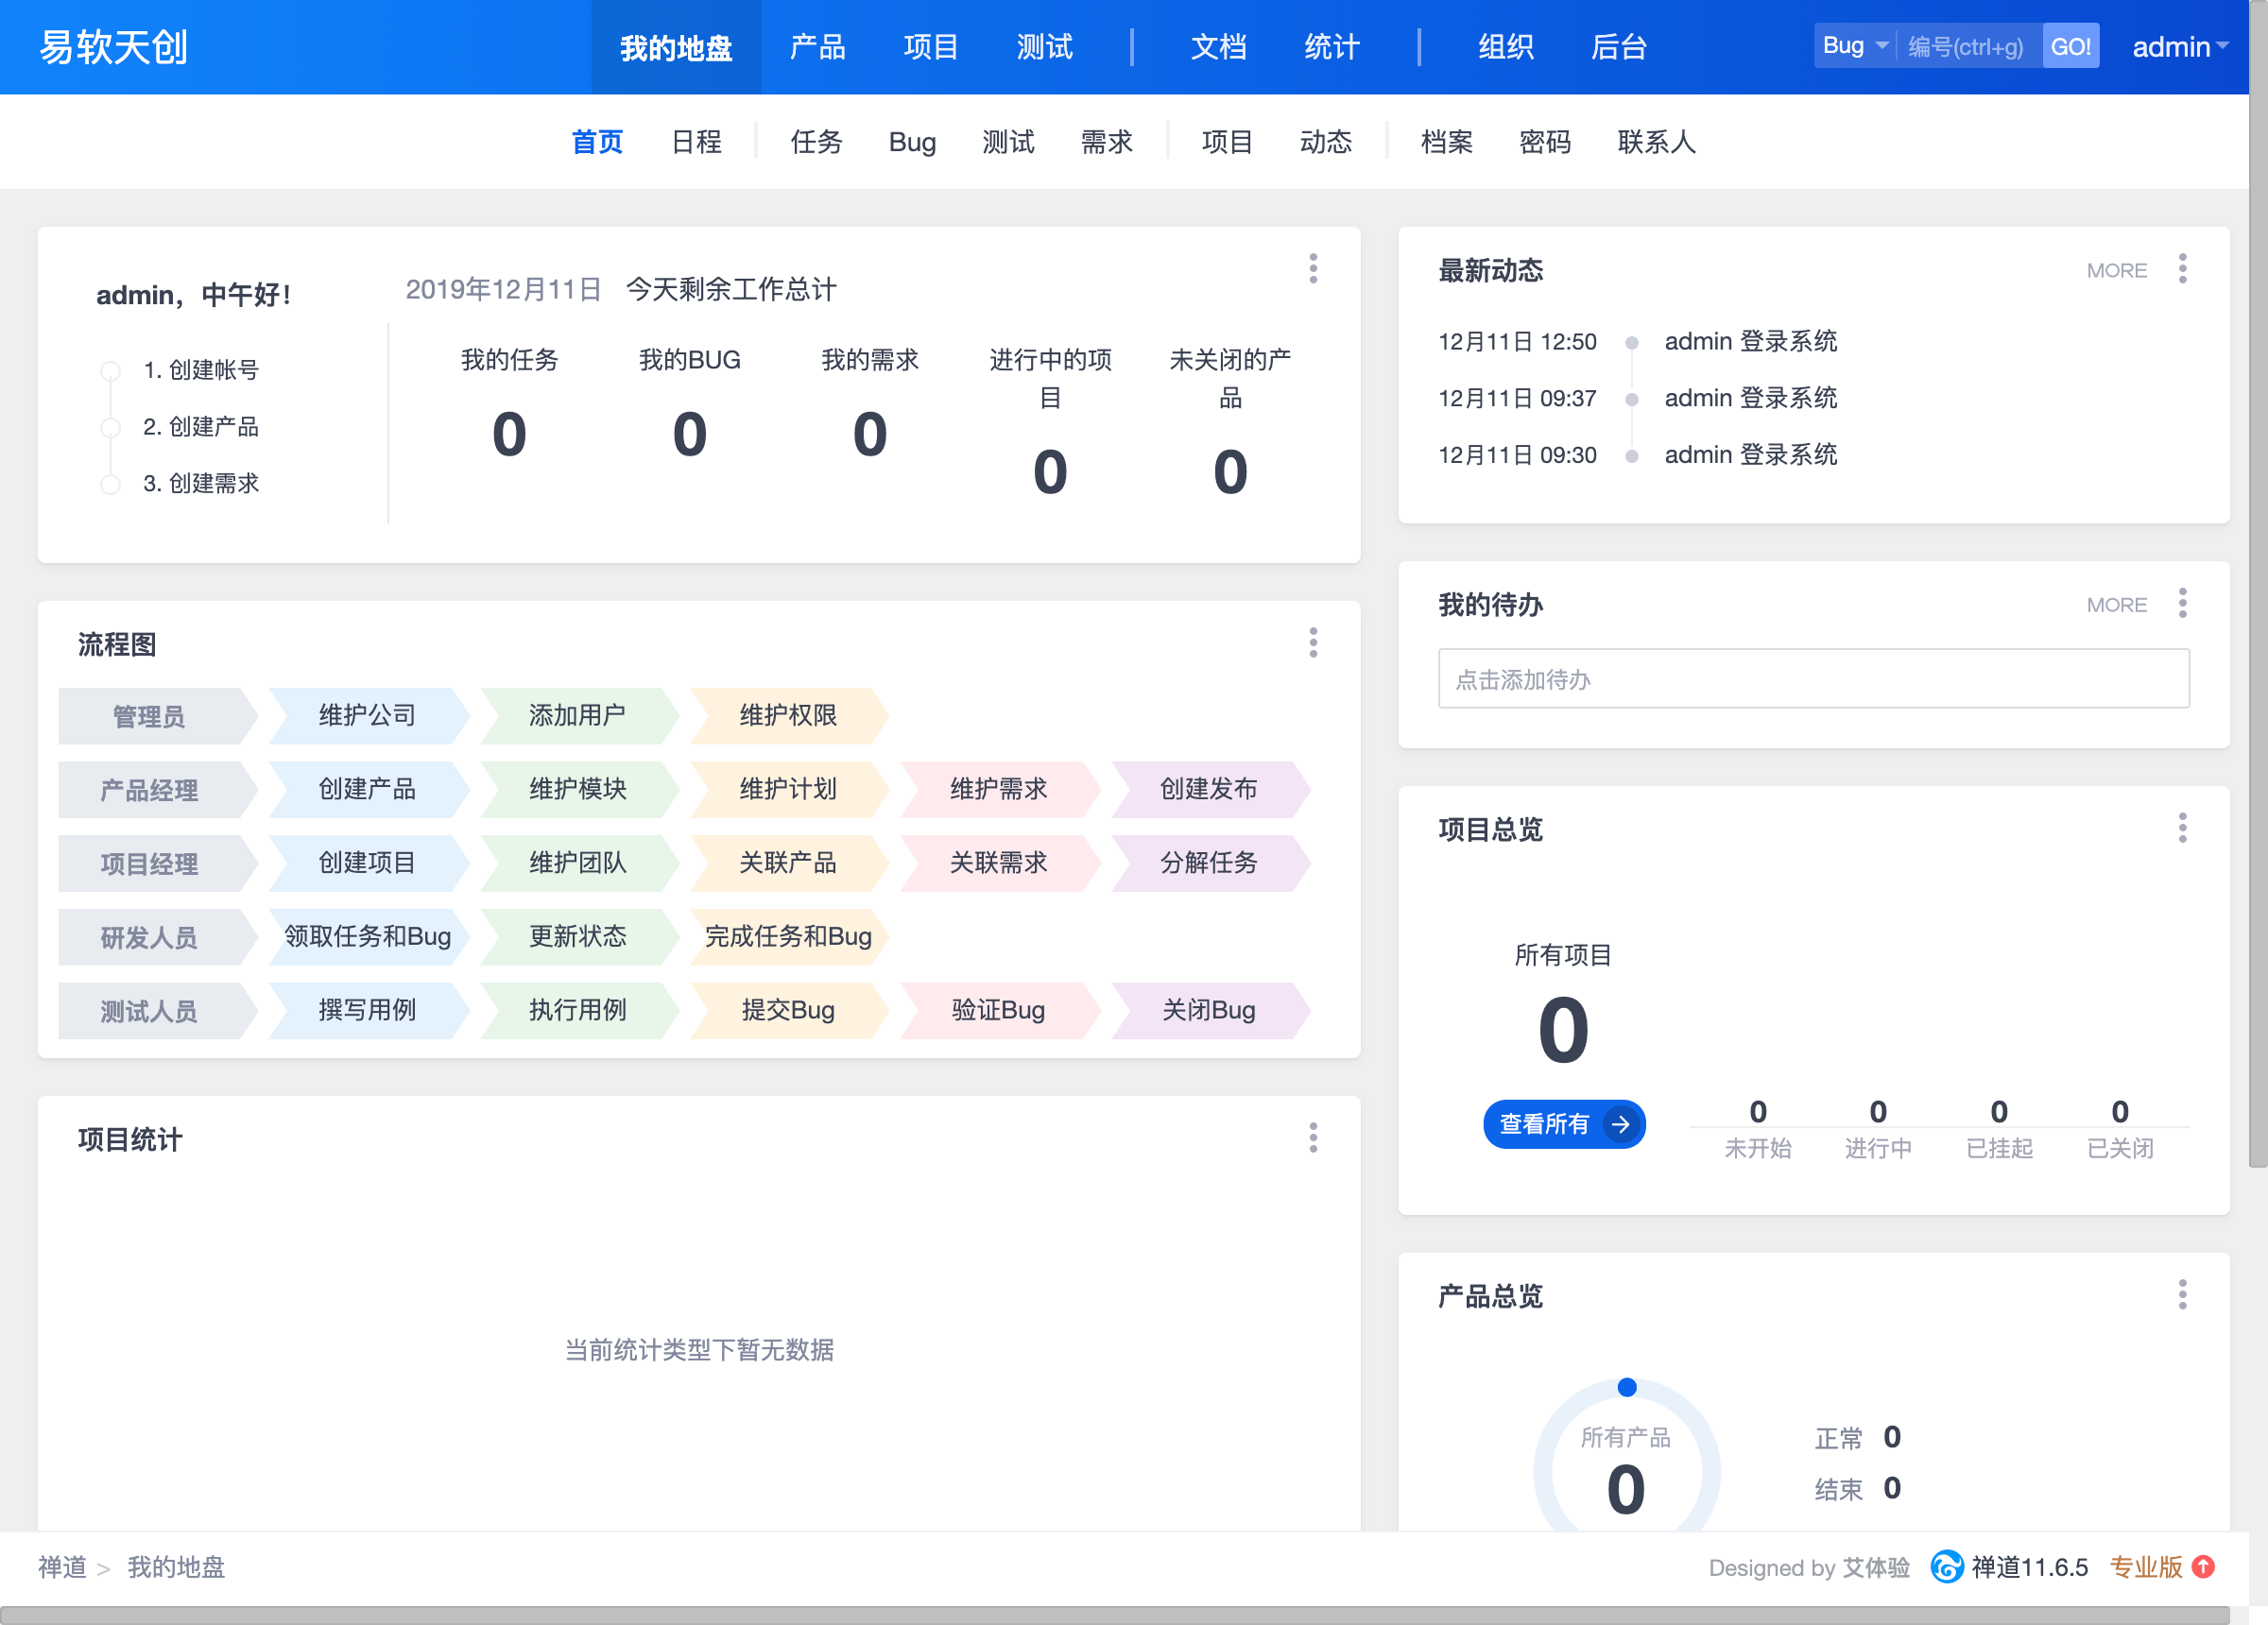 易软天创
我的地盘 产品 项目 测试 文档 统计 组织 后台
Bug 编号(ctrl+g) GO! admin
首页 日程 任务 Bug 测试 需求 项目 动态 档案 密码 联系人
admin，中午好！
1. 创建帐号
2. 创建产品
3. 创建需求
2019年12月11日 今天剩余工作总计
我的任务 我的BUG 我的需求 进行中的项目 未关闭的产品
0 0 0 0 0
流程图
管理员 维护公司 添加用户 维护权限
产品经理 创建产品 维护模块 维护计划 维护需求 创建发布
项目经理 创建项目 维护团队 关联产品 关联需求 分解任务
研发人员 领取任务和Bug 更新状态 完成任务和Bug
测试人员 撰写用例 执行用例 提交Bug 验证Bug 关闭Bug
项目统计
当前统计类型下暂无数据
最新动态 MORE
12月11日 12:50 admin 登录系统
12月11日 09:37 admin 登录系统
12月11日 09:30 admin 登录系统
我的待办 MORE
点击添加待办
项目总览
所有项目
0
查看所有
0 0 0 0
未开始 进行中 已挂起 已关闭
产品总览
所有产品
0
正常 0
结束 0
禅道 > 我的地盘
Designed by 艾体验 禅道11.6.5 专业版